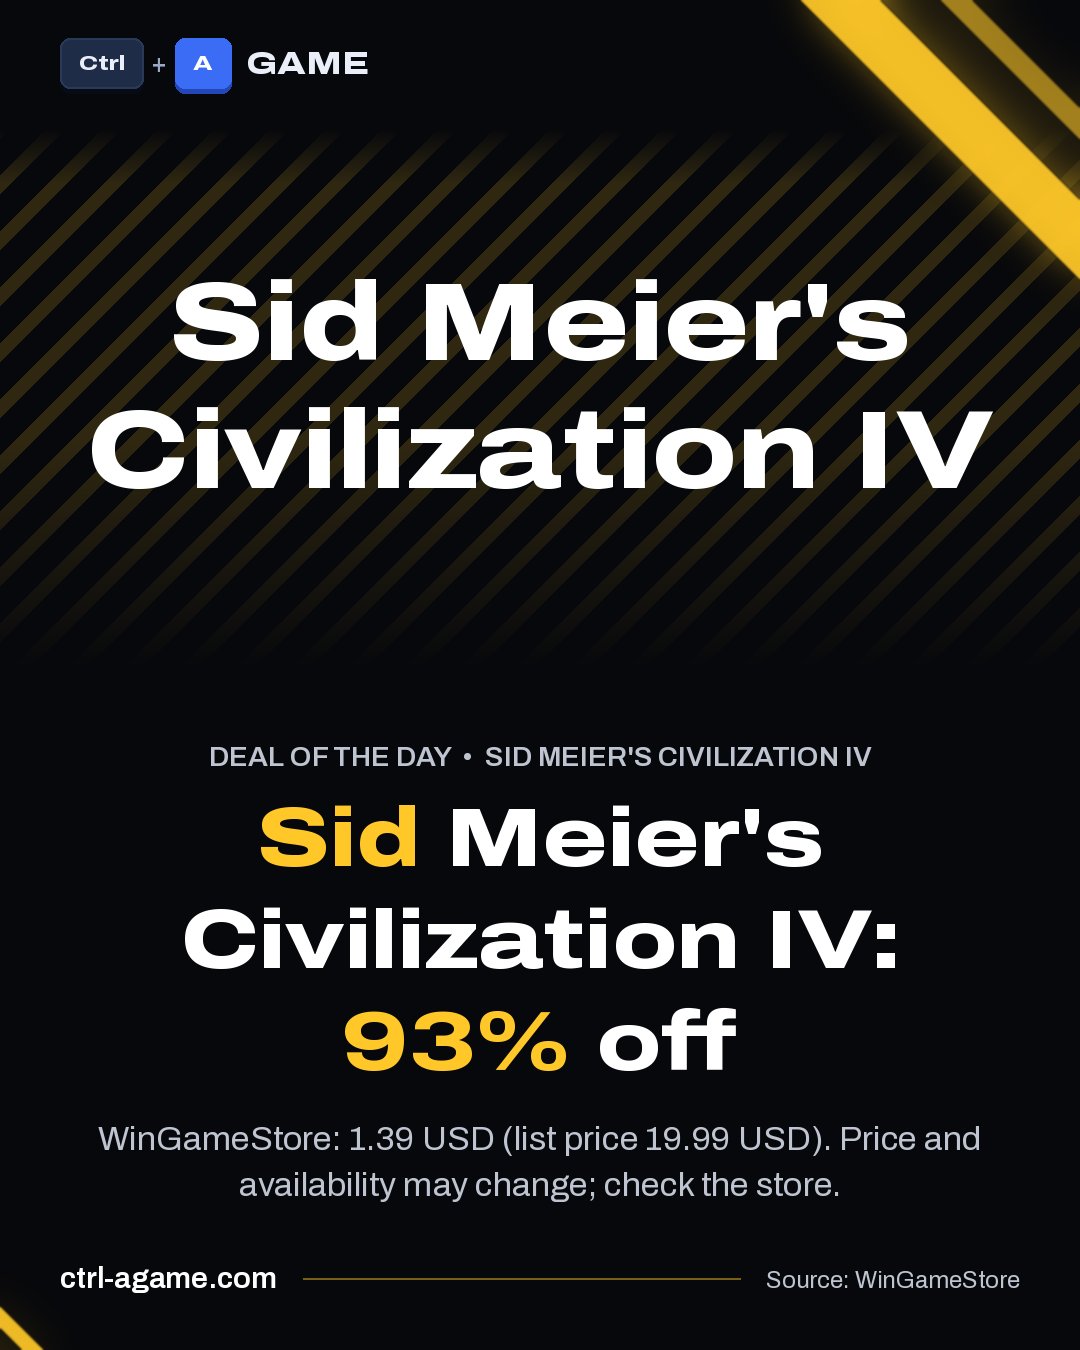 Ctrl + A GAME
Sid Meier's
Civilization IV
DEAL OF THE DAY • SID MEIER'S CIVILIZATION IV
Sid Meier's
Civilization IV:
93% off
WinGameStore: 1.39 USD (list price 19.99 USD). Price and
availability may change; check the store.
ctrl-agame.com
Source: WinGameStore